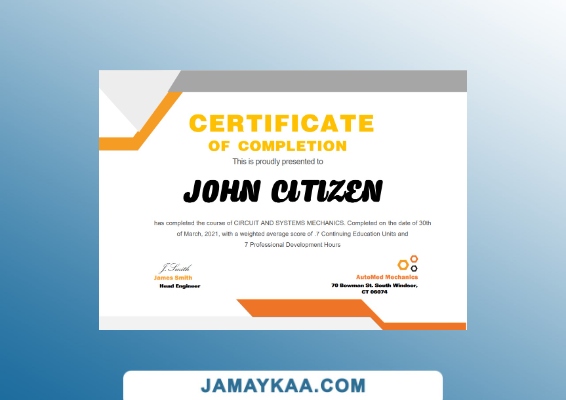 CERTIFICATE
OF COMPLETION
This is proudly presented to
JOHN CITIZEN
has completed the course of CIRCUIT AND SYSTEMS MECHANICS. Completed on the date of 30th
of March, 2021, with a weighted average score of .7 Continuing Education Units and
7 Professional Development Hours
J. Smith
James Smith
Head Engineer
AutoMed Mechanics
70 Bowman St. South Windsor,
CT 06074
JAMAYKAA.COM